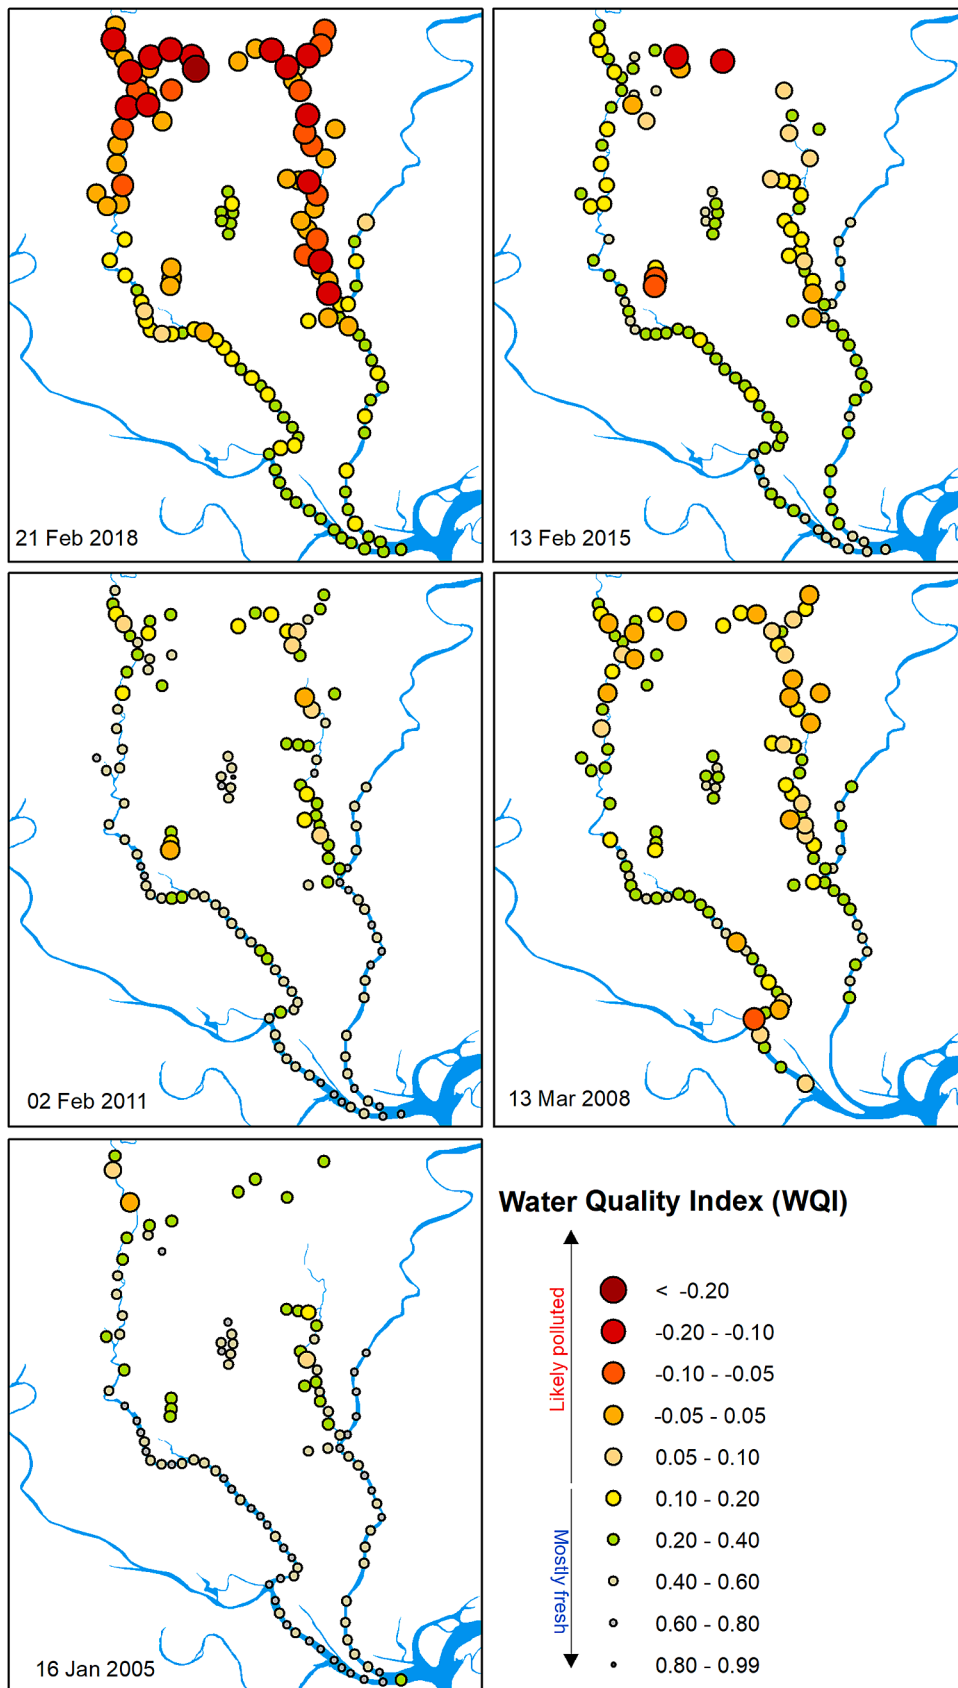 21 Feb 2018
13 Feb 2015
02 Feb 2011
13 Mar 2008
16 Jan 2005
Water Quality Index (WQI)
Likely polluted
Mostly fresh
< -0.20
-0.20 - -0.10
-0.10 - -0.05
-0.05 - 0.05
0.05 - 0.10
0.10 - 0.20
0.20 - 0.40
0.40 - 0.60
0.60 - 0.80
0.80 - 0.99